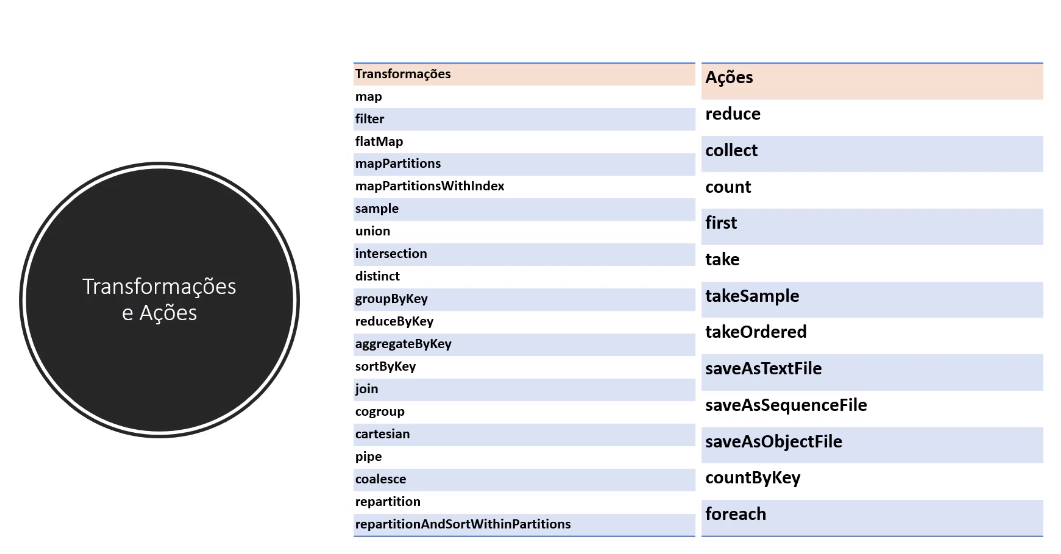 Transformações
e Ações
Transformações
map
filter
flatMap
mapPartitions
mapPartitionsWithIndex
sample
union
intersection
distinct
groupByKey
reduceByKey
aggregateByKey
sortByKey
join
cogroup
cartesian
pipe
coalesce
repartition
repartitionAndSortWithinPartitions
Ações
reduce
collect
count
first
take
takeSample
takeOrdered
saveAsTextFile
saveAsSequenceFile
saveAsObjectFile
countByKey
foreach